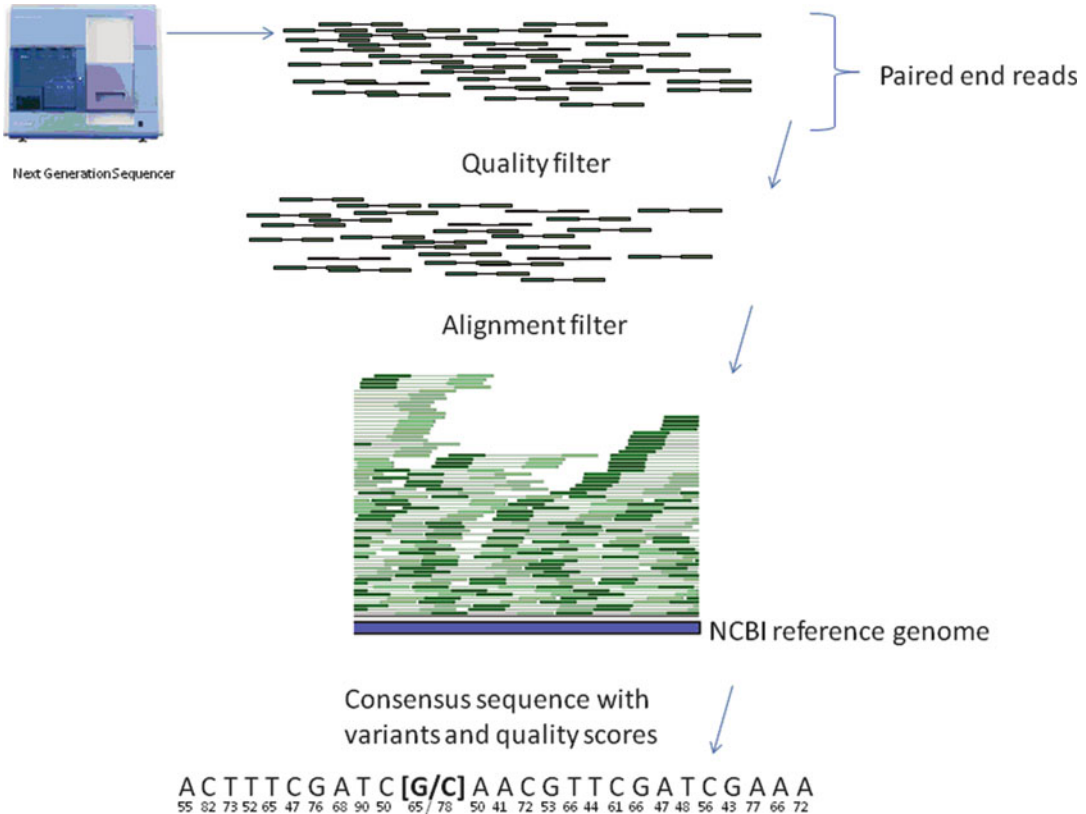 Next Generation Sequencer
Paired end reads
Quality filter
Alignment filter
NCBI reference genome
Consensus sequence with
variants and quality scores
A C T T T C G A T C [G/C] A A C G T T C G A T C G A A A
55 82 73 52 65 47 76 68 90 50 65/78 50 41 72 53 66 44 61 66 47 48 56 43 77 66 72